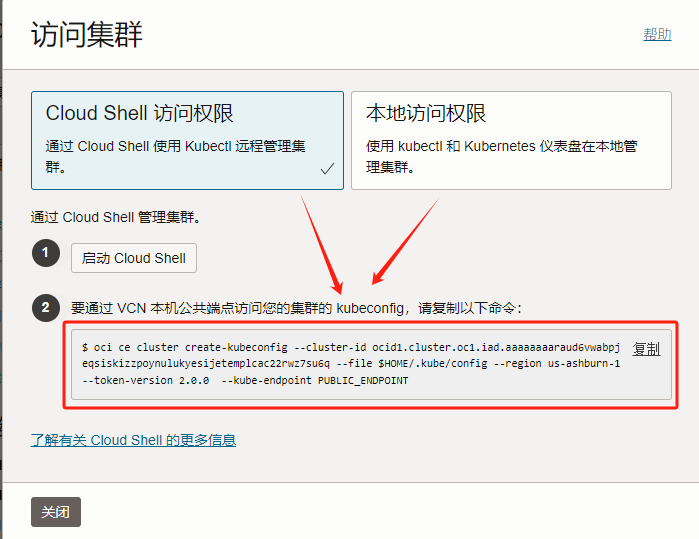 访问集群
帮助
Cloud Shell 访问权限
通过 Cloud Shell 使用 Kubectl 远程管理集
群。
本地访问权限
使用 kubectl 和 Kubernetes 仪表盘在本地管
理集群。
通过 Cloud Shell 管理集群。
1
启动 Cloud Shell
2
要通过 VCN 本机公共端点访问您的集群的 kubeconfig，请复制以下命令：
$ oci ce cluster create-kubeconfig --cluster-id ocid1.cluster.oc1.iad.aaaaaaaaraud6vwabpj
复制
eqsiskizzpoynulukyesijetemplcac22rwz7su6q --file $HOME/.kube/config --region us-ashburn-1
--token-version 2.0.0  --kube-endpoint PUBLIC_ENDPOINT
了解有关 Cloud Shell 的更多信息
关闭